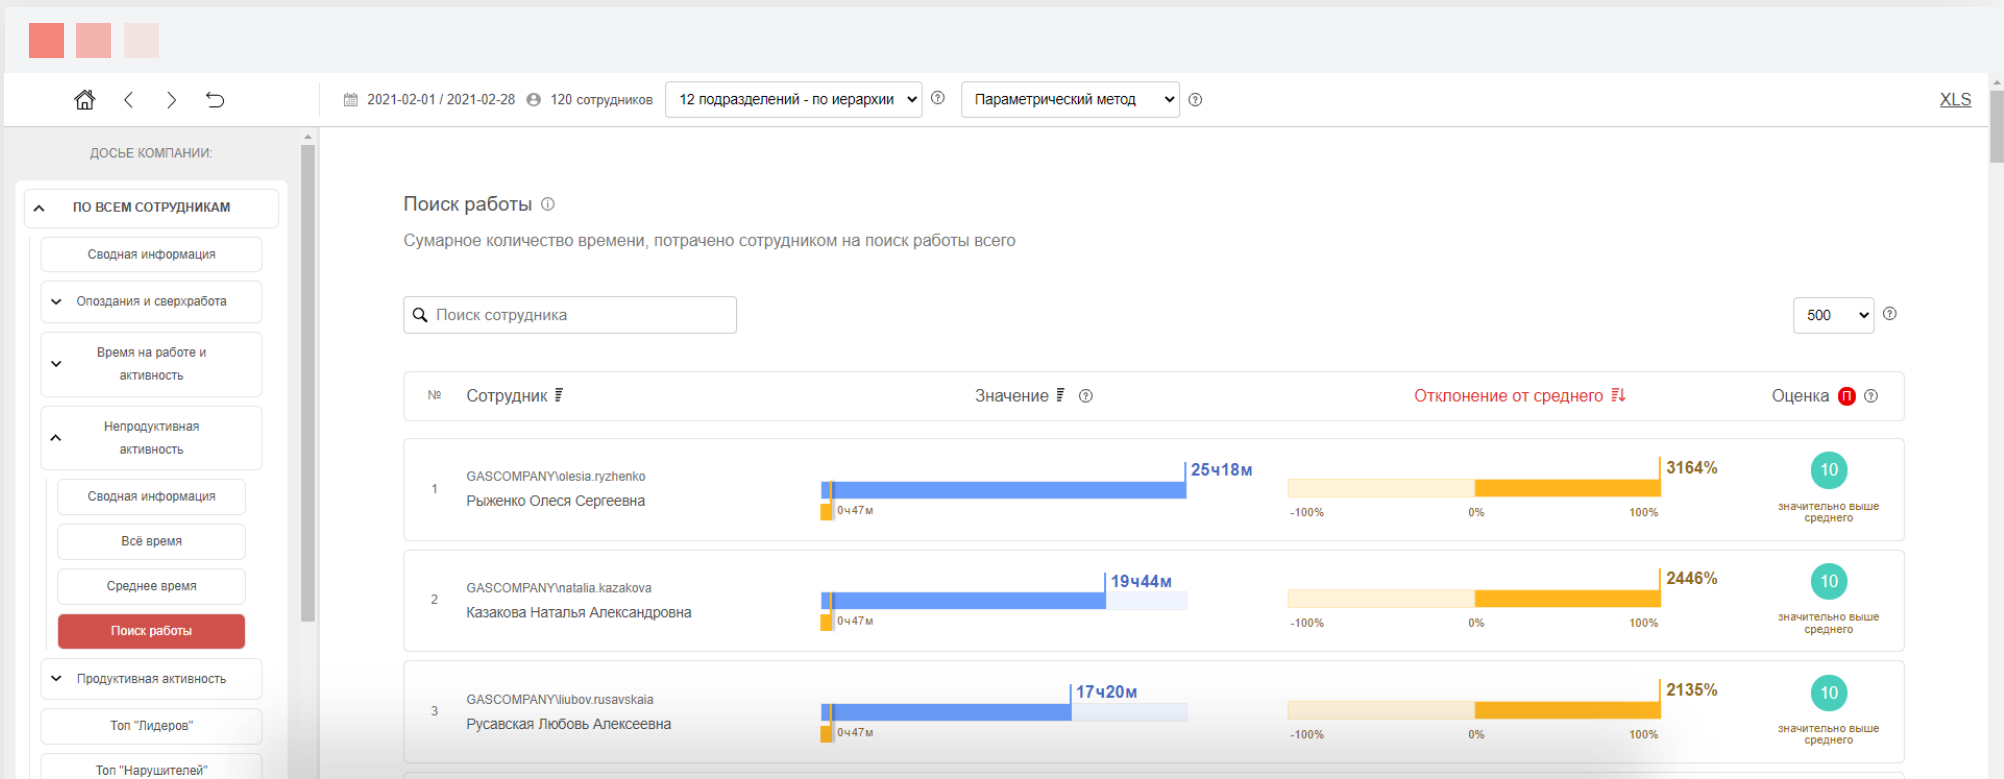 2021-02-01 / 2021-02-28 120 сотрудников 12 подразделений - по иерархии Параметрический метод XLS
ДОСЬЕ КОМПАНИИ:
ПО ВСЕМ СОТРУДНИКАМ
Сводная информация
Опоздания и сверхработа
Время на работе и
активность
Непродуктивная
активность
Сводная информация
Всё время
Среднее время
Поиск работы
Продуктивная активность
Топ "Лидеров"
Топ "Нарушителей"
Поиск работы
Сумарное количество времени, потрачено сотрудником на поиск работы всего
Поиск сотрудника
500
№ Сотрудник Значение Отклонение от среднего Оценка П
1
GASCOMPANY\olesia.ryzhenko
Рыженко Олеся Сергеевна
25ч18м
0ч47м
3164%
-100% 0% 100%
10
значительно выше
среднего
2
GASCOMPANY\natalia.kazakova
Казакова Наталья Александровна
19ч44м
0ч47м
2446%
-100% 0% 100%
10
значительно выше
среднего
3
GASCOMPANY\liubov.rusavskaia
Русавская Любовь Алексеевна
17ч20м
0ч47м
2135%
-100% 0% 100%
10
значительно выше
среднего